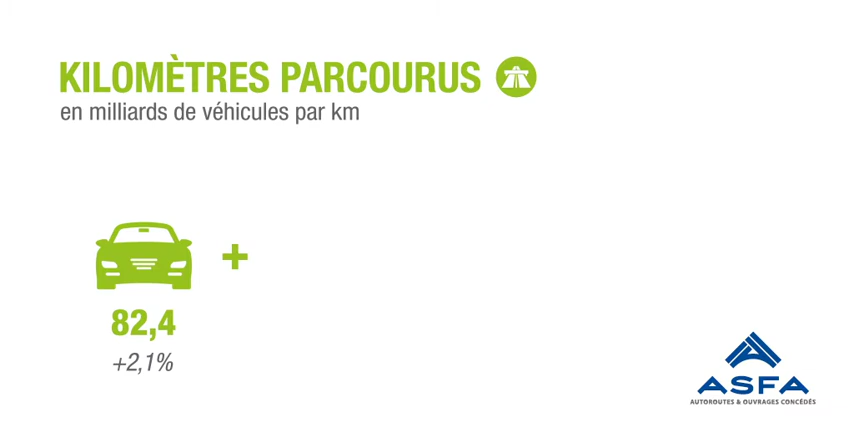 KILOMÈTRES PARCOURUS
en milliards de véhicules par km
+
82,4
+2,1%
ASFA
AUTOROUTES & OUVRAGES CONCÉDÉS